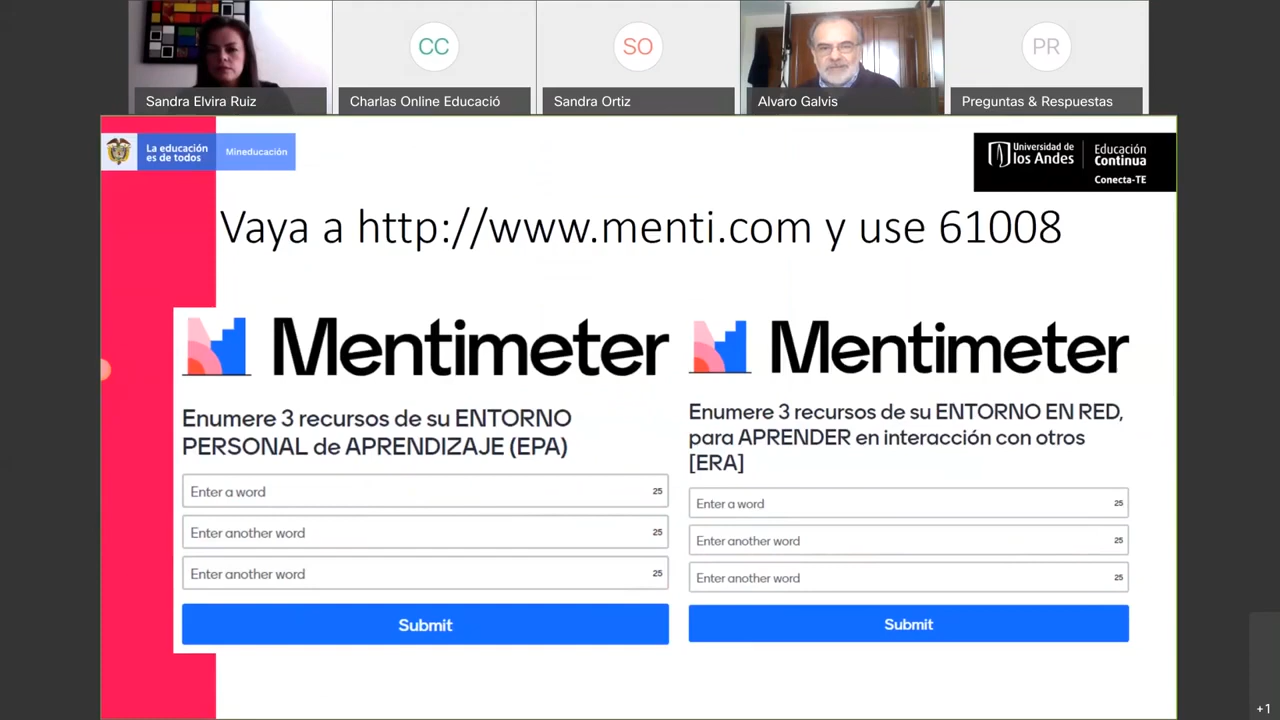 CC
SO
PR
Sandra Elvira Ruiz
Charlas Online Educació
Sandra Ortiz
Alvaro Galvis
Preguntas & Respuestas
La educación
es de todos
Mineducación
Universidad de
los Andes
Educación
Continua
Conecta-TE
Vaya a http://www.menti.com y use 61008
Mentimeter
Enumere 3 recursos de su ENTORNO
PERSONAL de APRENDIZAJE (EPA)
Enter a word 25
Enter another word 25
Enter another word 25
Submit
Mentimeter
Enumere 3 recursos de su ENTORNO EN RED,
para APRENDER en interacción con otros
[ERA]
Enter a word 25
Enter another word 25
Enter another word 25
Submit
+1